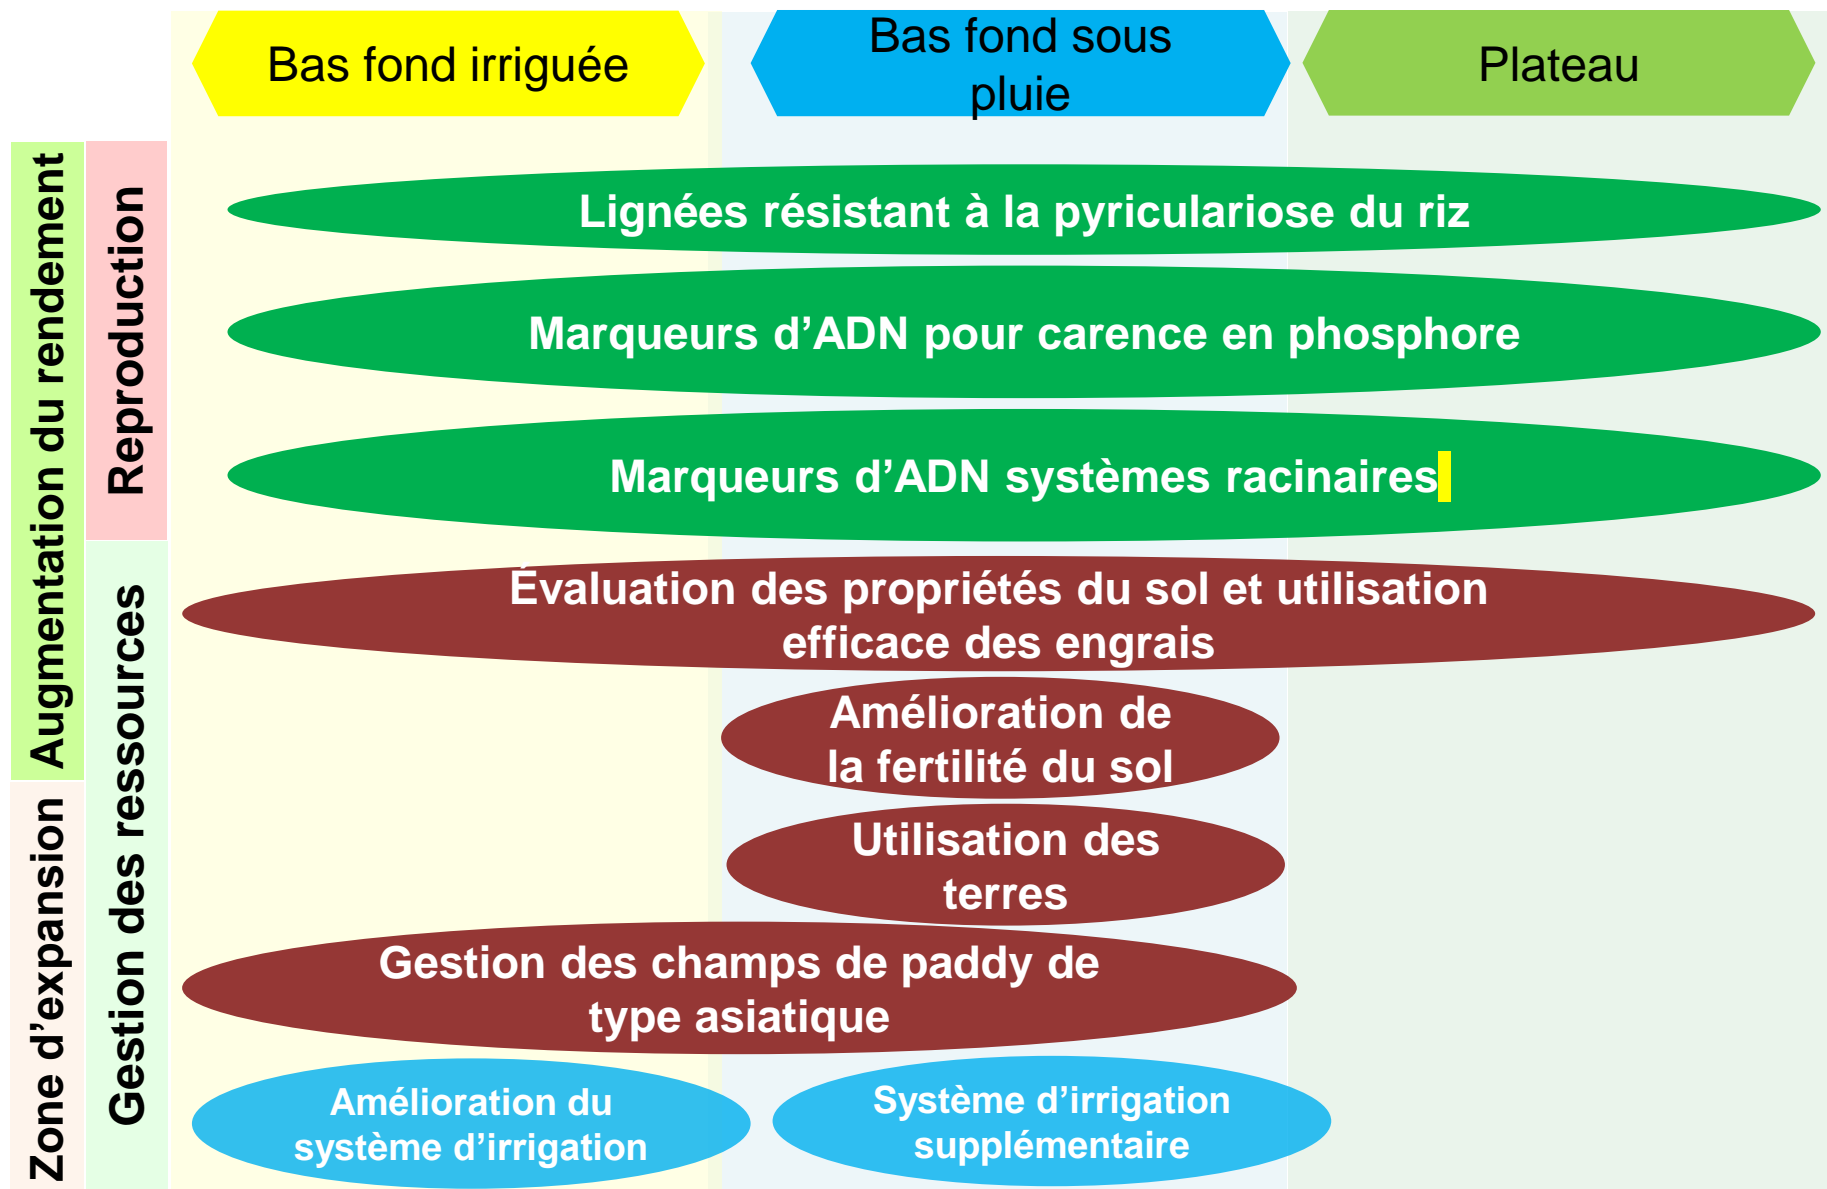 Bas fond irriguée
Bas fond sous
pluie
Plateau
Augmentation du rendement
Reproduction
Lignées résistant à la pyriculariose du riz
Marqueurs d’ADN pour carence en phosphore
Marqueurs d’ADN systèmes racinaires
Gestion des ressources
Évaluation des propriétés du sol et utilisation
efficace des engrais
Amélioration de
la fertilité du sol
Zone d’expansion
Utilisation des
terres
Gestion des champs de paddy de
type asiatique
Amélioration du
système d’irrigation
Système d’irrigation
supplémentaire